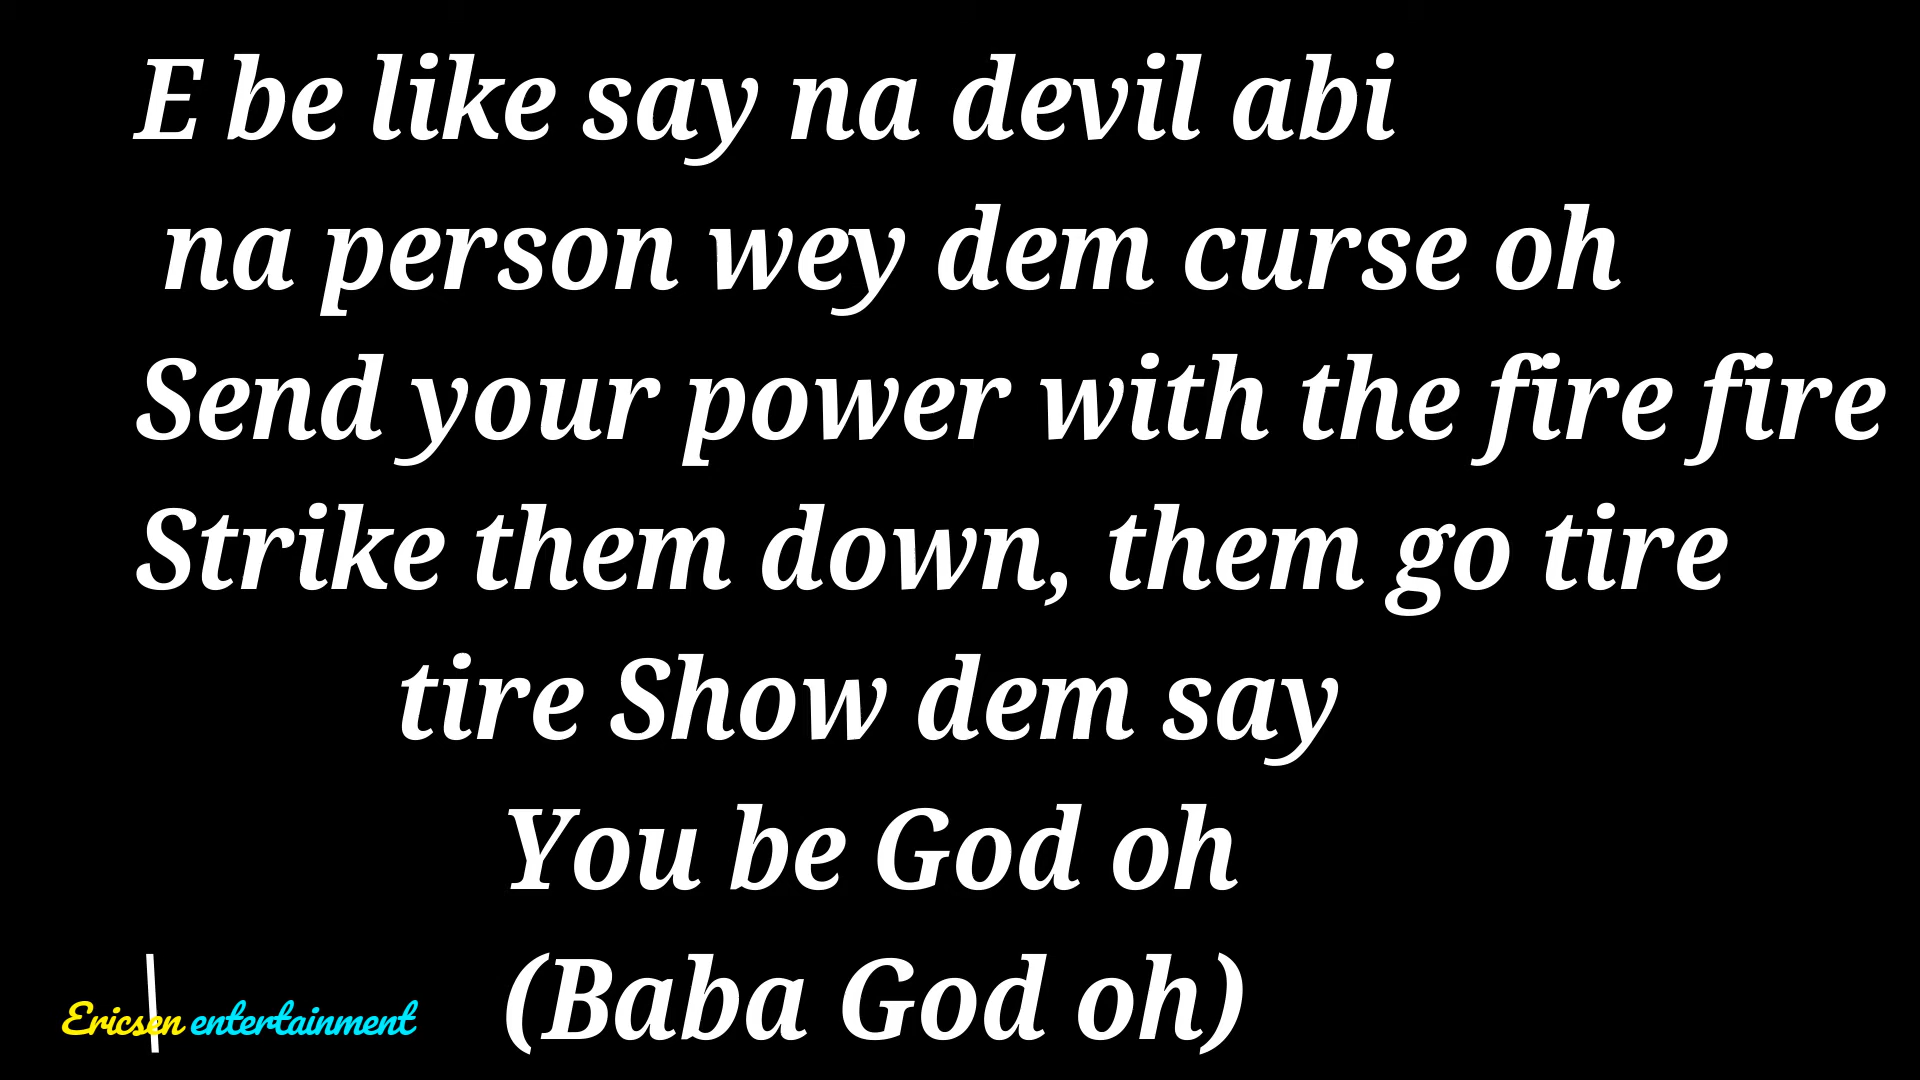 E be like say na devil abi
na person wey dem curse oh
Send your power with the fire fire
Strike them down, them go tire
tire Show dem say
You be God oh
(Baba God oh)
Ericsen entertainment